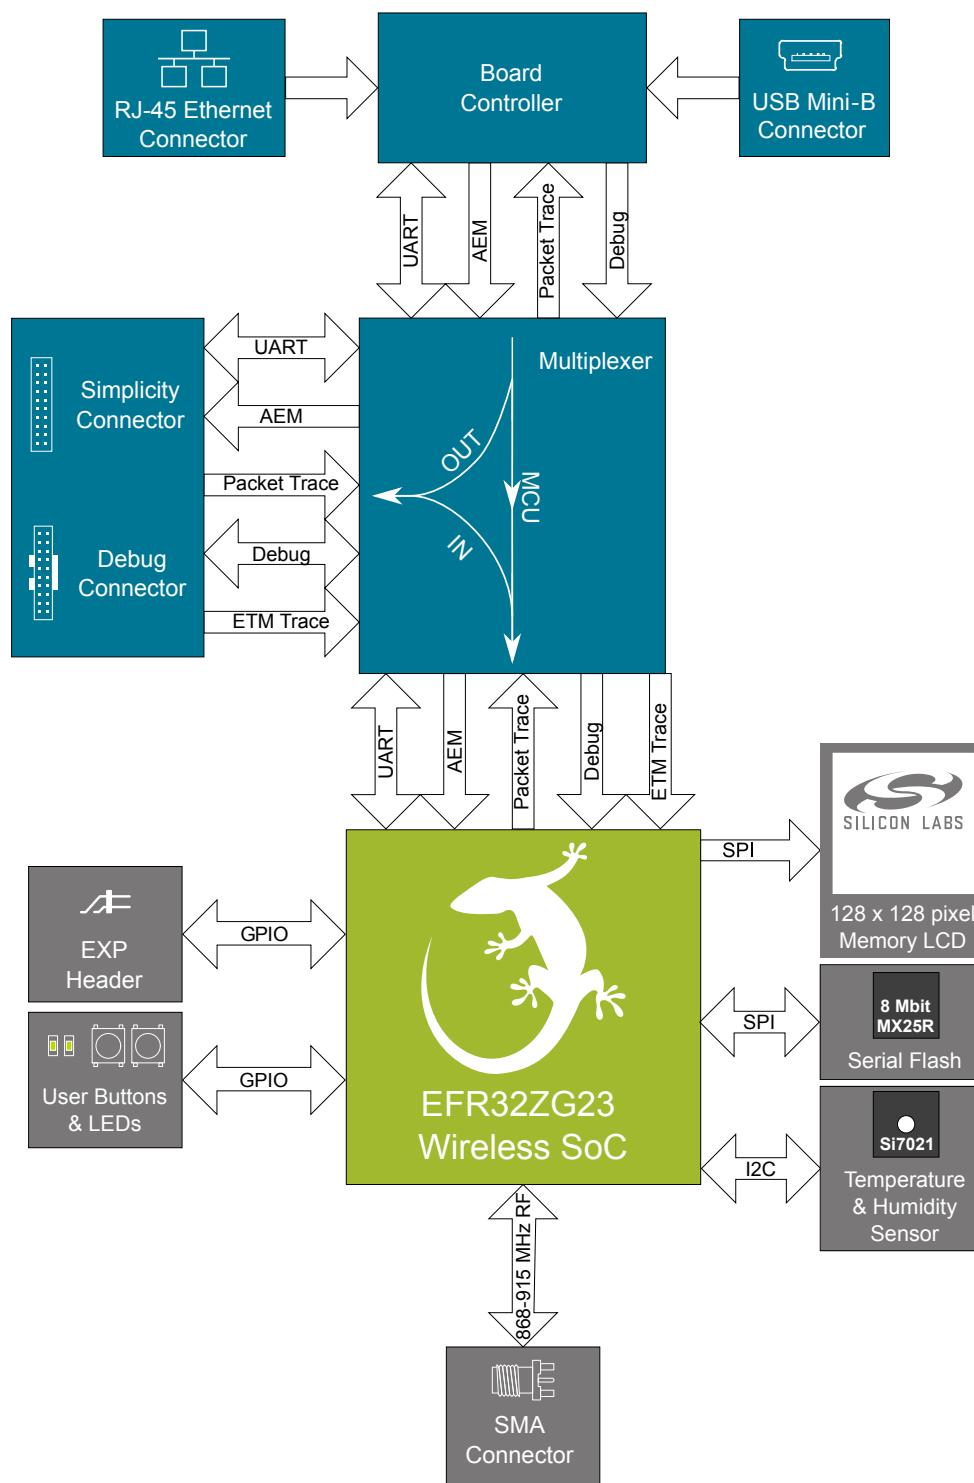 RJ-45 Ethernet
Connector
Board
Controller
USB Mini-B
Connector
UART
AEM
Packet Trace
Debug
Simplicity
Connector
Debug
Connector
UART
AEM
Packet Trace
Debug
ETM Trace
Multiplexer
OUT
MCU
IN
UART
AEM
Packet Trace
Debug
ETM Trace
SILICON LABS
128 x 128 pixel
Memory LCD
SPI
EXP
Header
GPIO
8 Mbit
MX25R
Serial Flash
SPI
User Buttons
& LEDs
GPIO
EFR32ZG23
Wireless SoC
Si7021
Temperature
& Humidity
Sensor
I2C
868-915 MHz RF
SMA
Connector